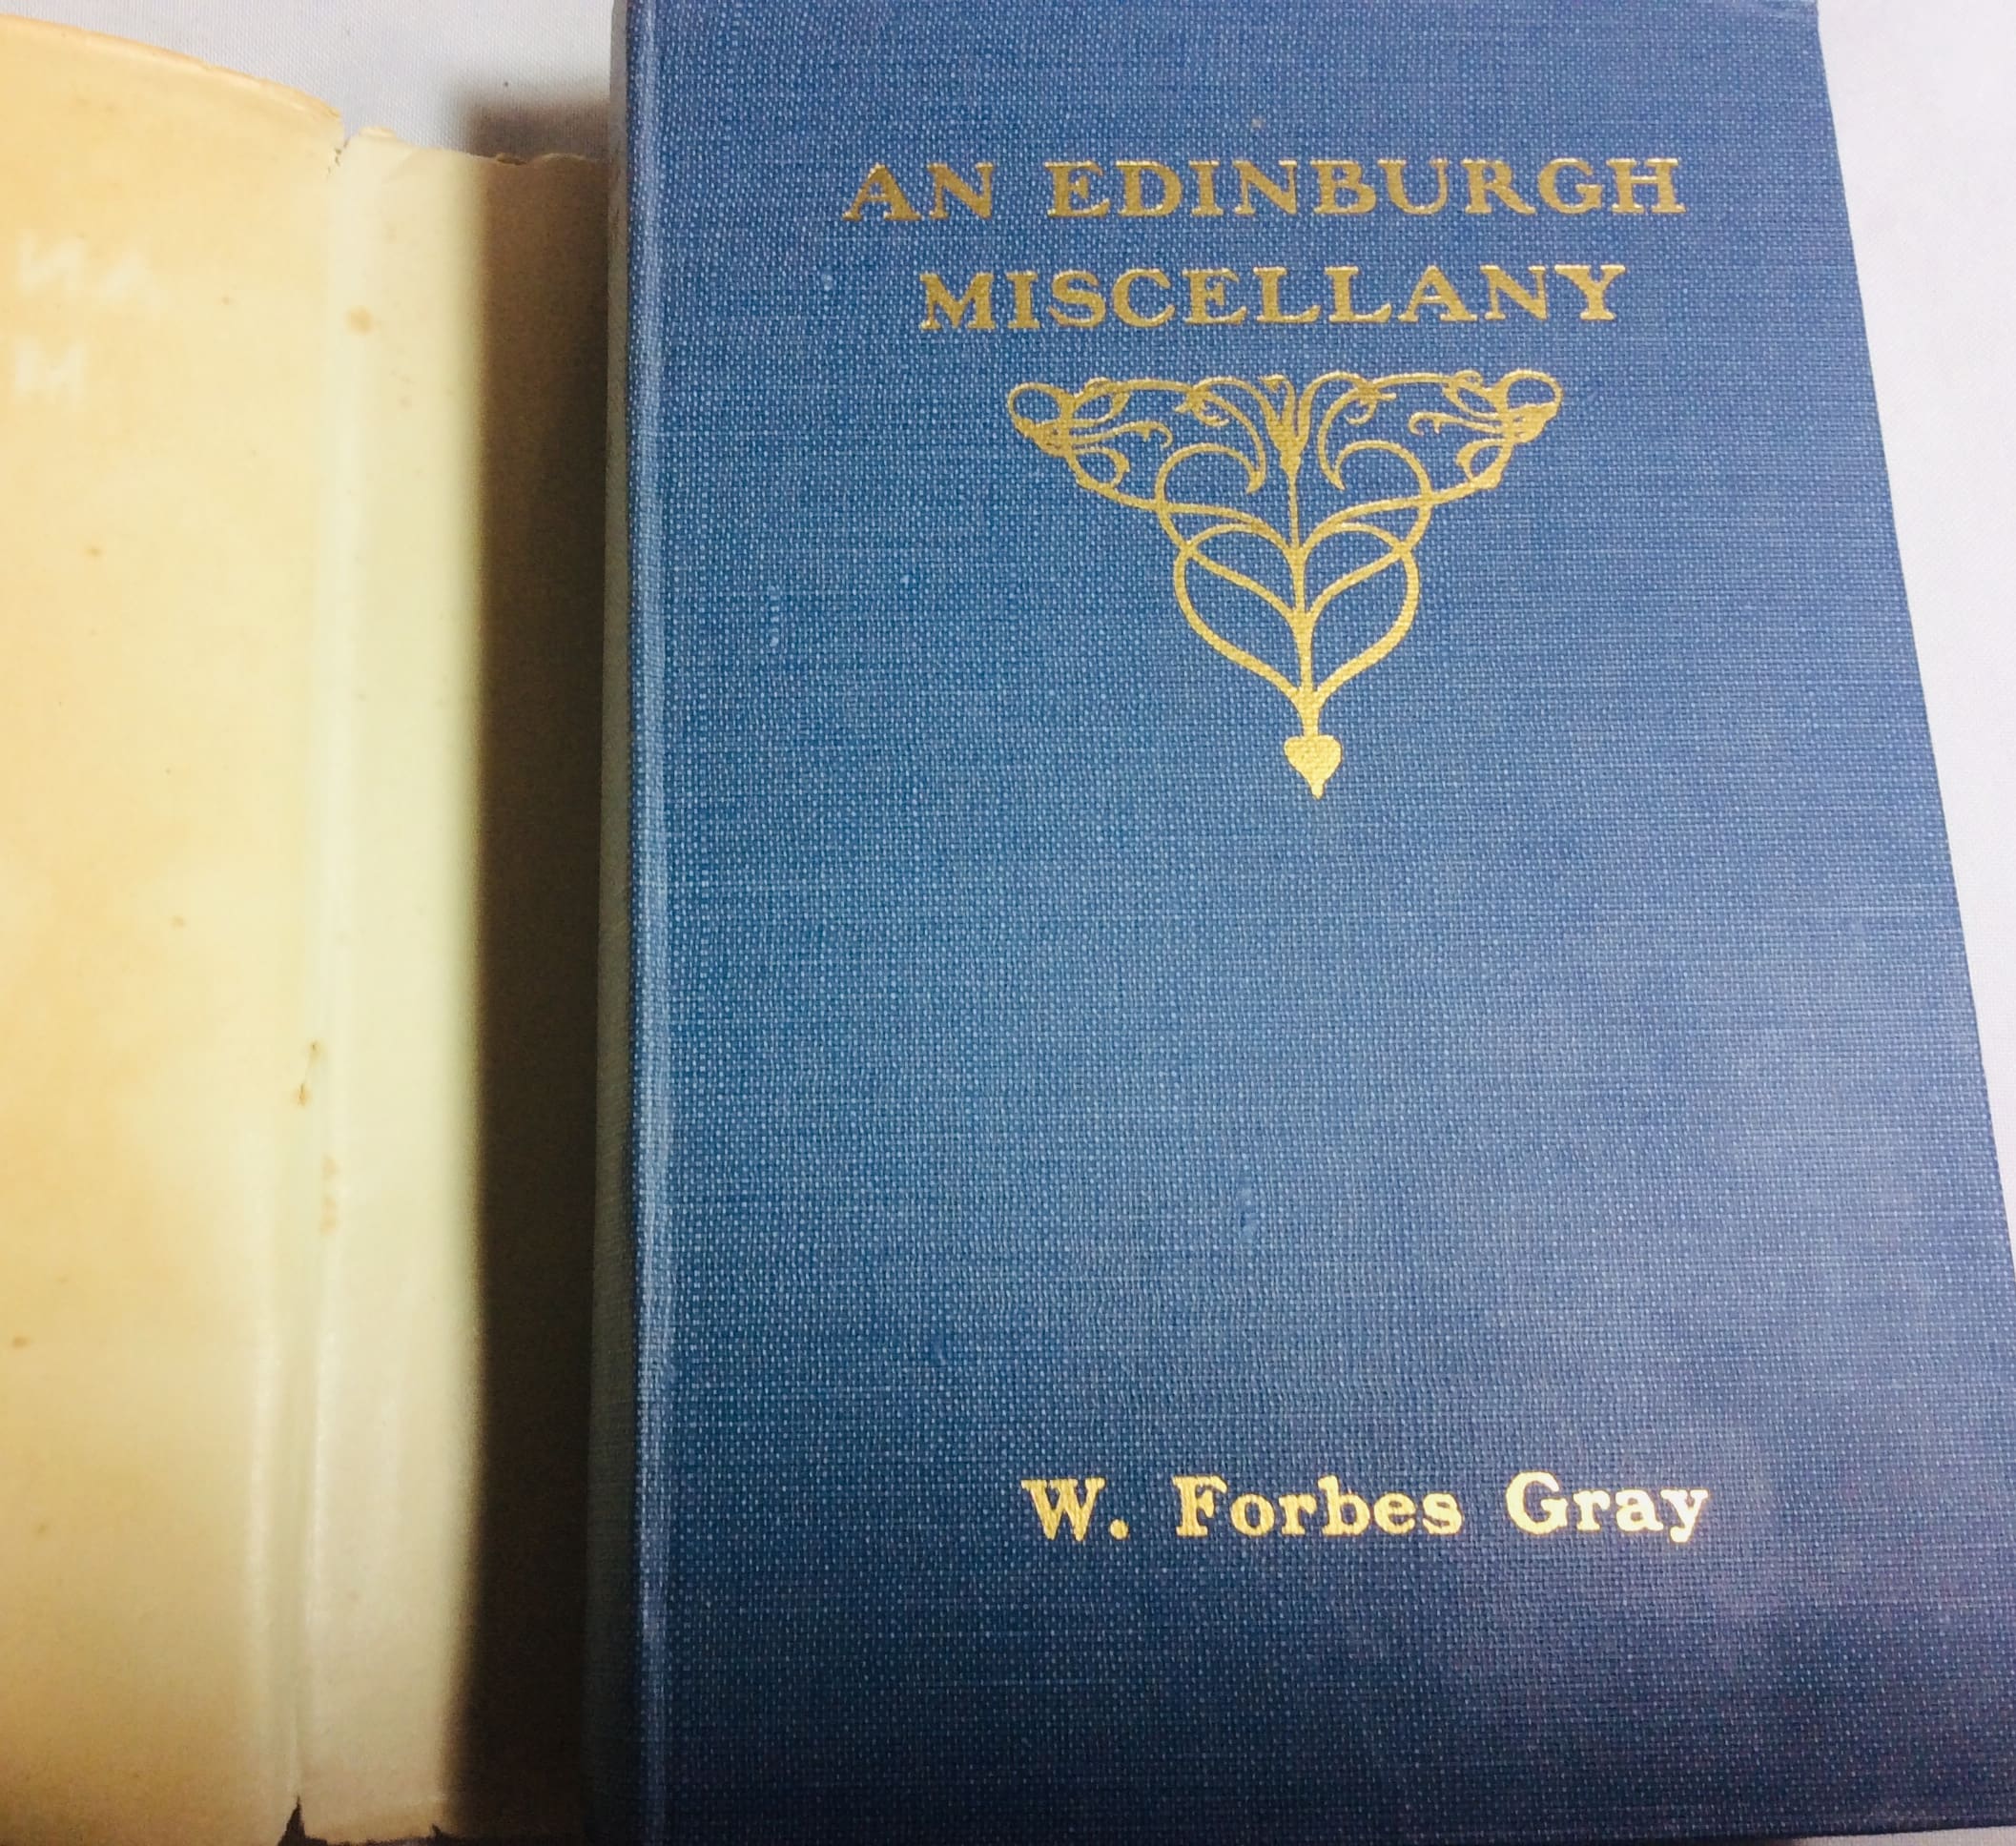 AN EDINBURGH
MISCELLANY
W. Forbes Gray